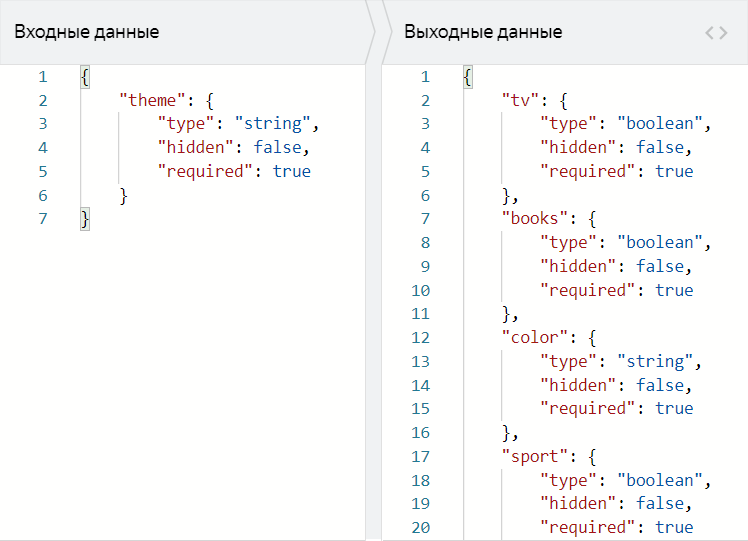 Входные данные
1 {
2 "theme": {
3 "type": "string",
4 "hidden": false,
5 "required": true
6 }
7 }
Выходные данные
1 {
2 "tv": {
3 "type": "boolean",
4 "hidden": false,
5 "required": true
6 },
7 "books": {
8 "type": "boolean",
9 "hidden": false,
10 "required": true
11 },
12 "color": {
13 "type": "string",
14 "hidden": false,
15 "required": true
16 },
17 "sport": {
18 "type": "boolean",
19 "hidden": false,
20 "required": true